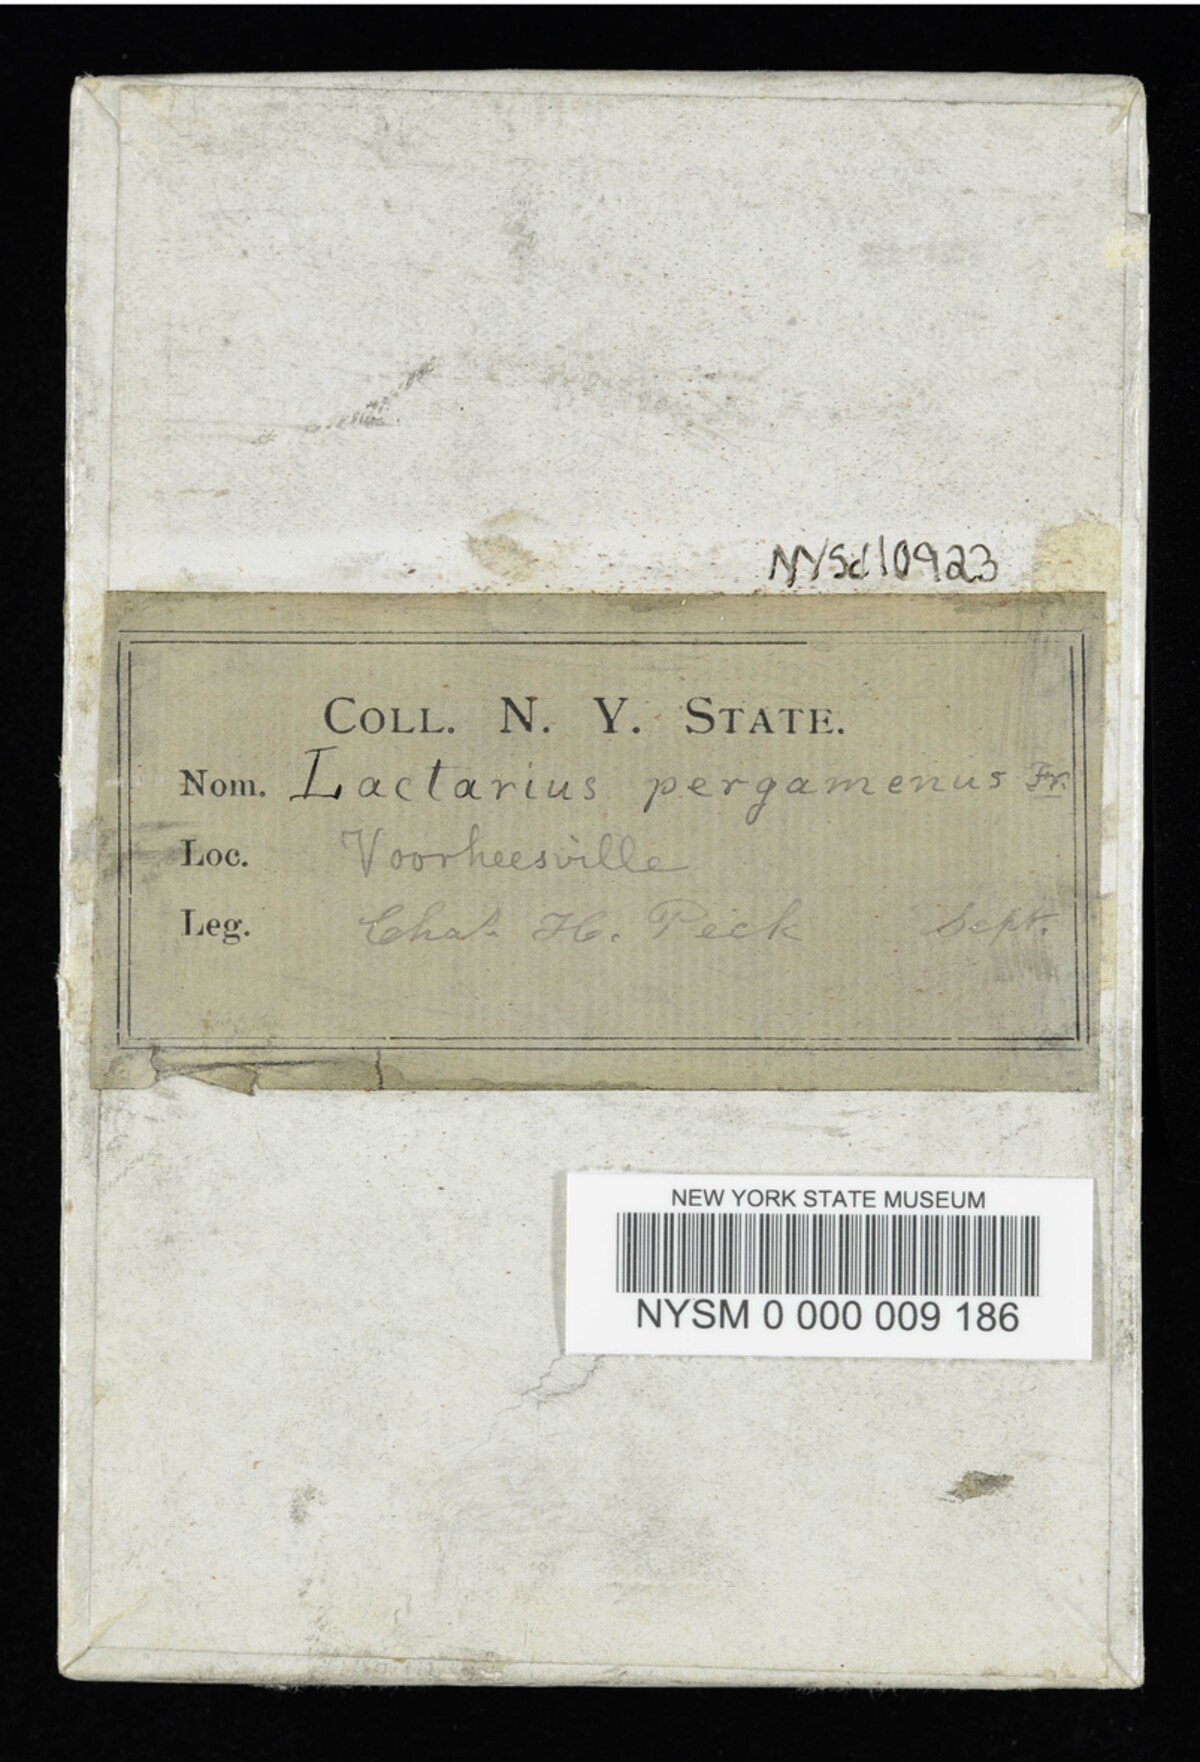 NYSd10923
COLL. N. Y. STATE.
Nom. Lactarius pergamenus Fr.
Loc. Voorheesville
Leg. Chas. H. Peck Sept.
NEW YORK STATE MUSEUM
NYSM 0 000 009 186